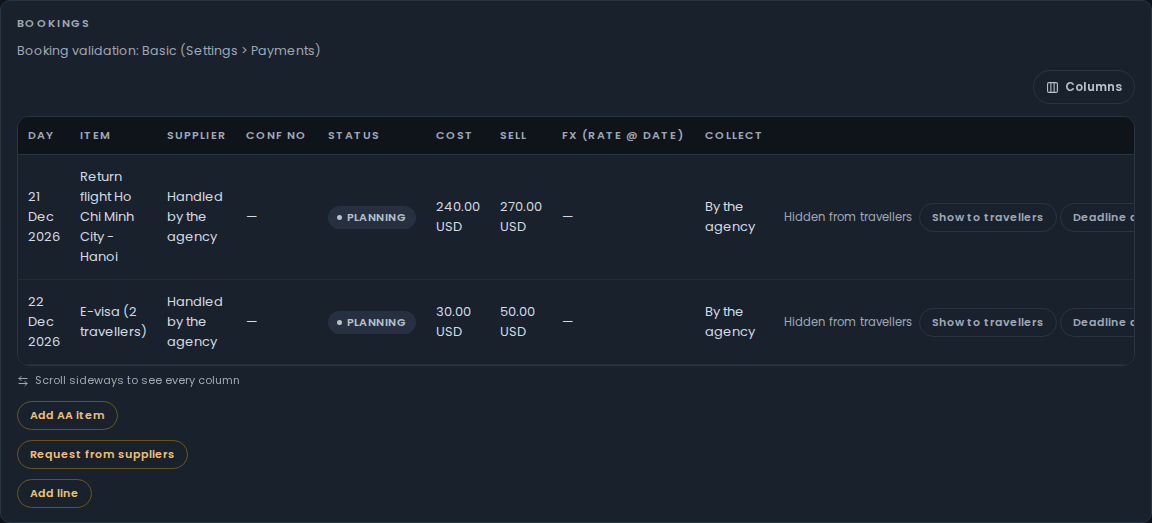 BOOKINGS
Booking validation: Basic (Settings > Payments)
Columns
DAY ITEM SUPPLIER CONF NO STATUS COST SELL FX (RATE @ DATE) COLLECT
21 Dec 2026 Return flight Ho Chi Minh City - Hanoi Handled by the agency — PLANNING 240.00 USD 270.00 USD — By the agency Hidden from travellers Show to travellers Deadline
22 Dec 2026 E-visa (2 travellers) Handled by the agency — PLANNING 30.00 USD 50.00 USD — By the agency Hidden from travellers Show to travellers Deadline
Scroll sideways to see every column
Add AA item
Request from suppliers
Add line